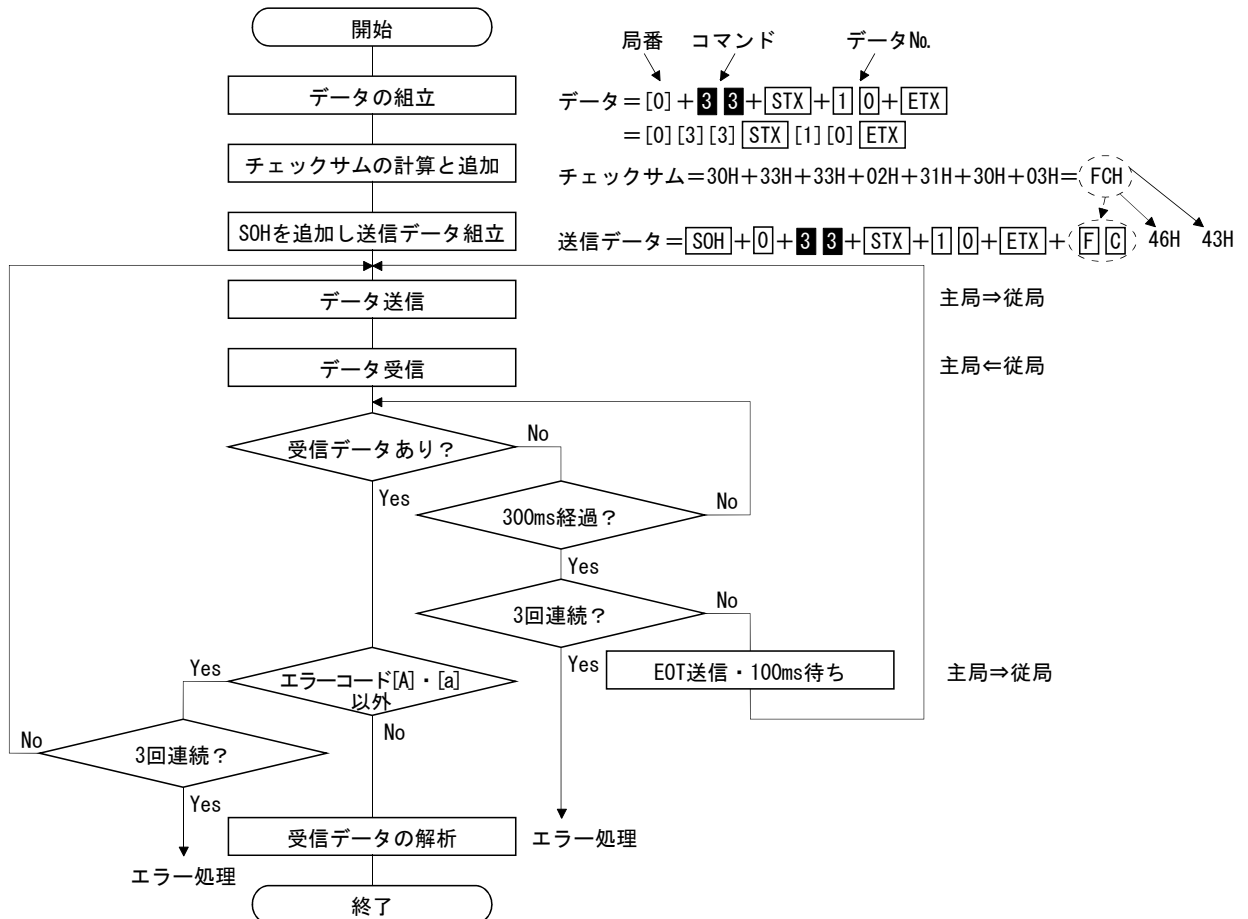 開始
局番 コマンド データNo.
データの組立
データ=[0]+3 3+STX+1 0+ETX
=[0][3][3]STX[1][0]ETX
チェックサムの計算と追加
チェックサム=30H+33H+33H+02H+31H+30H+03H=FCH
SOHを追加し送信データ組立
送信データ=SOH+0+3 3+STX+1 0+ETX+F C 46H 43H
データ送信
主局⇒従局
データ受信
主局⇐従局
受信データあり?
No
Yes
300ms経過?
No
Yes
3回連続?
No
Yes
EOT送信・100ms待ち
主局⇒従局
エラーコード[A]・[a]
以外
Yes
No
3回連続?
No
Yes
受信データの解析
エラー処理
エラー処理
終了